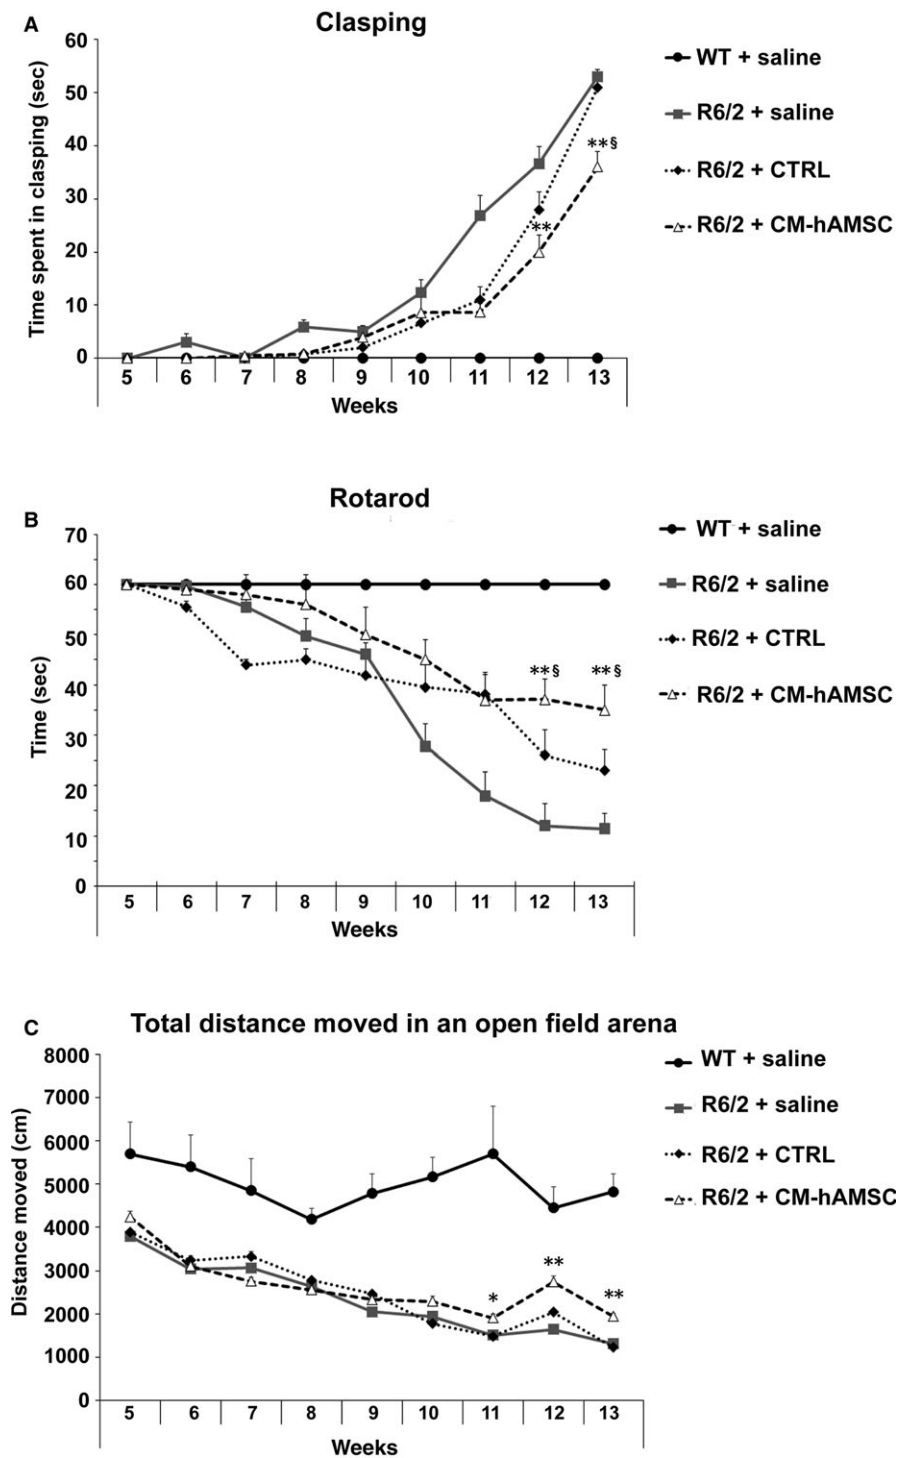 A
Clasping
Time spent in clasping (sec)
60
50
40
30
20
10
0
**
**§
5 6 7 8 9 10 11 12 13
Weeks
WT + saline
R6/2 + saline
R6/2 + CTRL
R6/2 + CM-hAMSC
B
Rotarod
Time (sec)
70
60
50
40
30
20
10
0
**§ **§
5 6 7 8 9 10 11 12 13
Weeks
WT + saline
R6/2 + saline
R6/2 + CTRL
R6/2 + CM-hAMSC
C
Total distance moved in an open field arena
Distance moved (cm)
8000
7000
6000
5000
4000
3000
2000
1000
0
* ** **
5 6 7 8 9 10 11 12 13
Weeks
WT + saline
R6/2 + saline
R6/2 + CTRL
R6/2 + CM-hAMSC